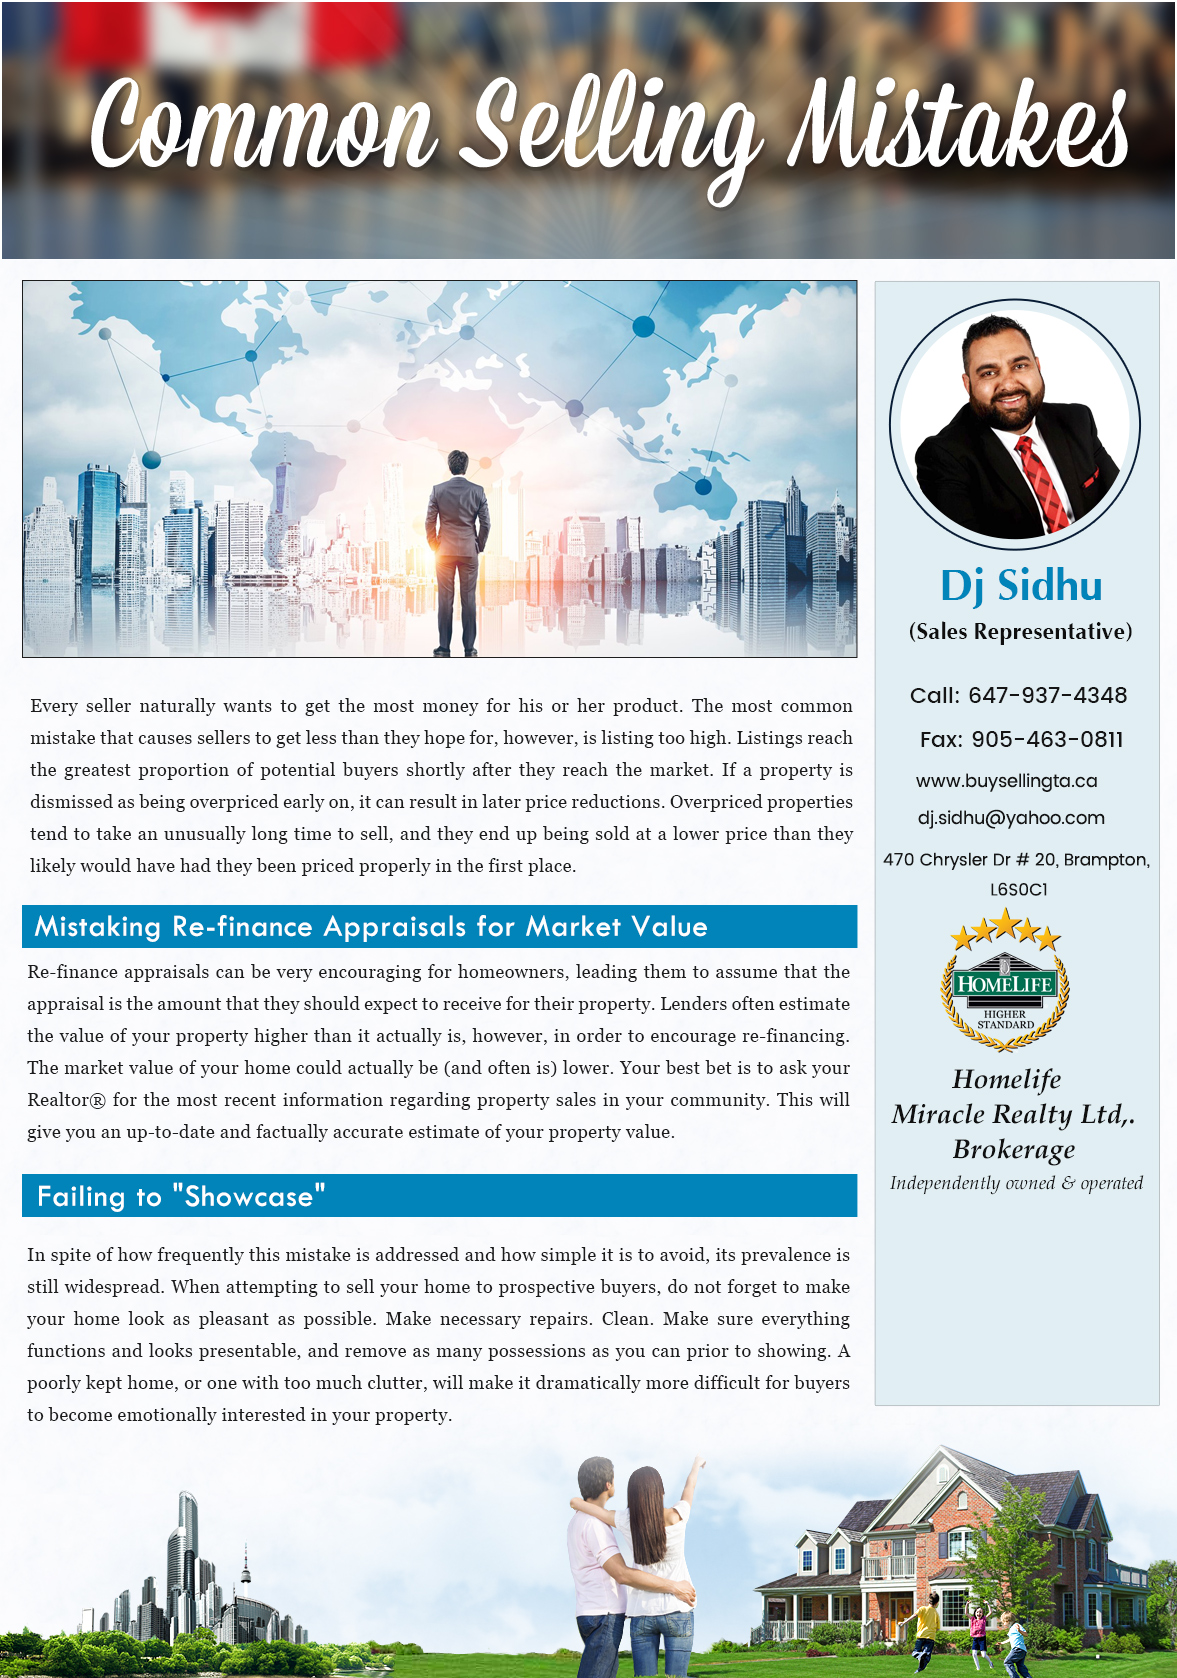 Common Selling Mistakes
Every seller naturally wants to get the most money for his or her product. The most common
mistake that causes sellers to get less than they hope for, however, is listing too high. Listings reach
the greatest proportion of potential buyers shortly after they reach the market. If a property is
dismissed as being overpriced early on, it can result in later price reductions. Overpriced properties
tend to take an unusually long time to sell, and they end up being sold at a lower price than they
likely would have had they been priced properly in the first place.
Mistaking Re-finance Appraisals for Market Value
Re-finance appraisals can be very encouraging for homeowners, leading them to assume that the
appraisal is the amount that they should expect to receive for their property. Lenders often estimate
the value of your property higher than it actually is, however, in order to encourage re-financing.
The market value of your home could actually be (and often is) lower. Your best bet is to ask your
Realtor® for the most recent information regarding property sales in your community. This will
give you an up-to-date and factually accurate estimate of your property value.
Failing to "Showcase"
In spite of how frequently this mistake is addressed and how simple it is to avoid, its prevalence is
still widespread. When attempting to sell your home to prospective buyers, do not forget to make
your home look as pleasant as possible. Make necessary repairs. Clean. Make sure everything
functions and looks presentable, and remove as many possessions as you can prior to showing. A
poorly kept home, or one with too much clutter, will make it dramatically more difficult for buyers
to become emotionally interested in your property.
Dj Sidhu
(Sales Representative)
Call: 647-937-4348
Fax: 905-463-0811
www.buysellingta.ca
dj.sidhu@yahoo.com
470 Chrysler Dr # 20, Brampton,
L6S0C1
HOMELIFE
HIGHER
STANDARD
Homelife
Miracle Realty Ltd,.
Brokerage
Independently owned & operated